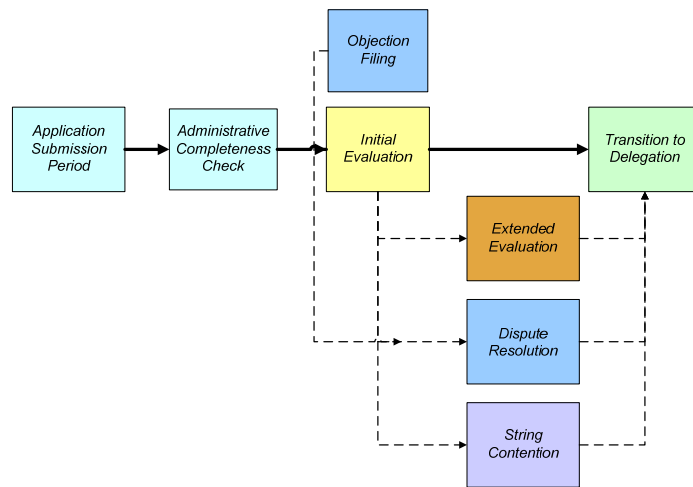 Objection
Filing
Application
Submission
Period
Administrative
Completeness
Check
Initial
Evaluation
Transition to
Delegation
Extended
Evaluation
Dispute
Resolution
String
Contention